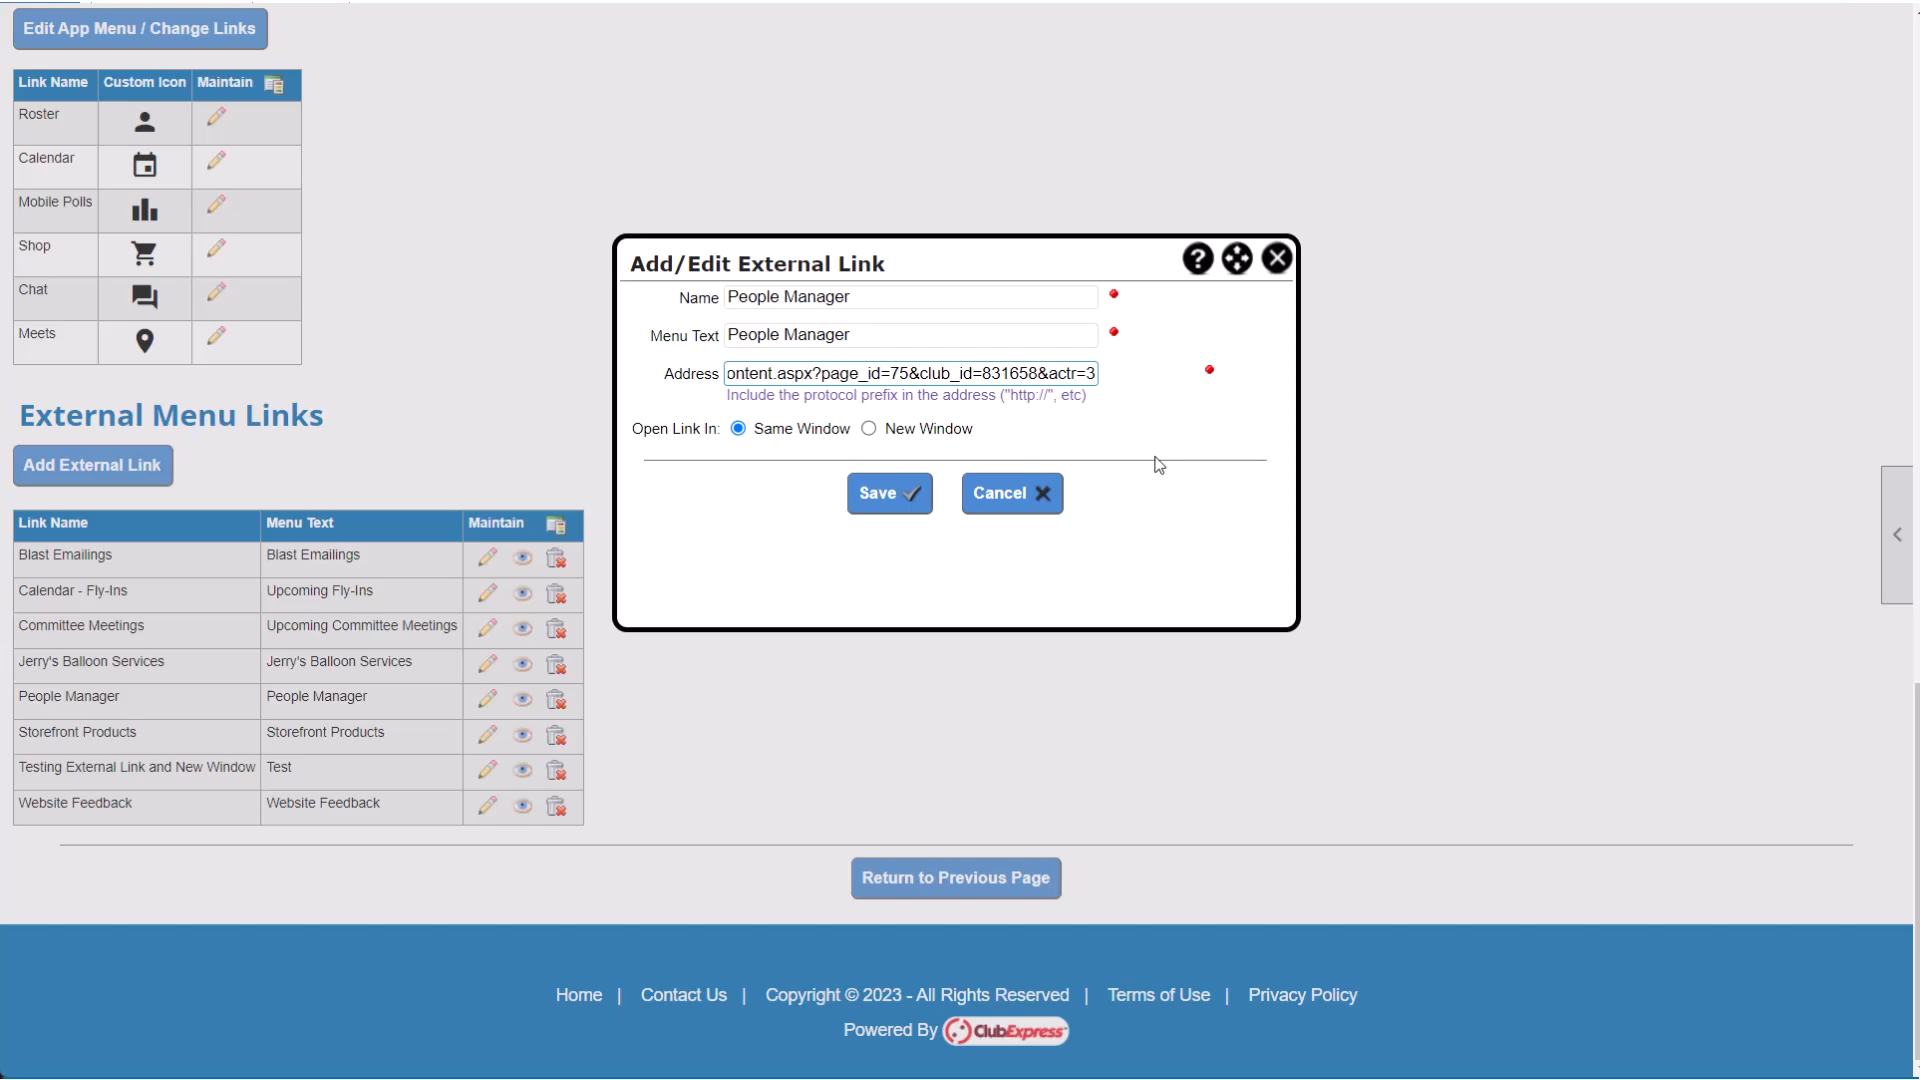 Edit App Menu / Change Links
Link Name Custom Icon Maintain
Roster
Calendar
Mobile Polls
Shop
Chat
Meets
External Menu Links
Add External Link
Link Name Menu Text Maintain
Blast Emailings Blast Emailings
Calendar - Fly-Ins Upcoming Fly-Ins
Committee Meetings Upcoming Committee Meetings
Jerry's Balloon Services Jerry's Balloon Services
People Manager People Manager
Storefront Products Storefront Products
Testing External Link and New Window Test
Website Feedback Website Feedback
Add/Edit External Link
Name People Manager
Menu Text People Manager
Address ontent.aspx?page_id=75&club_id=831658&actr=3
Include the protocol prefix in the address ("http://", etc)
Open Link In: Same Window New Window
Save Cancel
Return to Previous Page
Home | Contact Us | Copyright © 2023 - All Rights Reserved | Terms of Use | Privacy Policy
Powered By ClubExpress